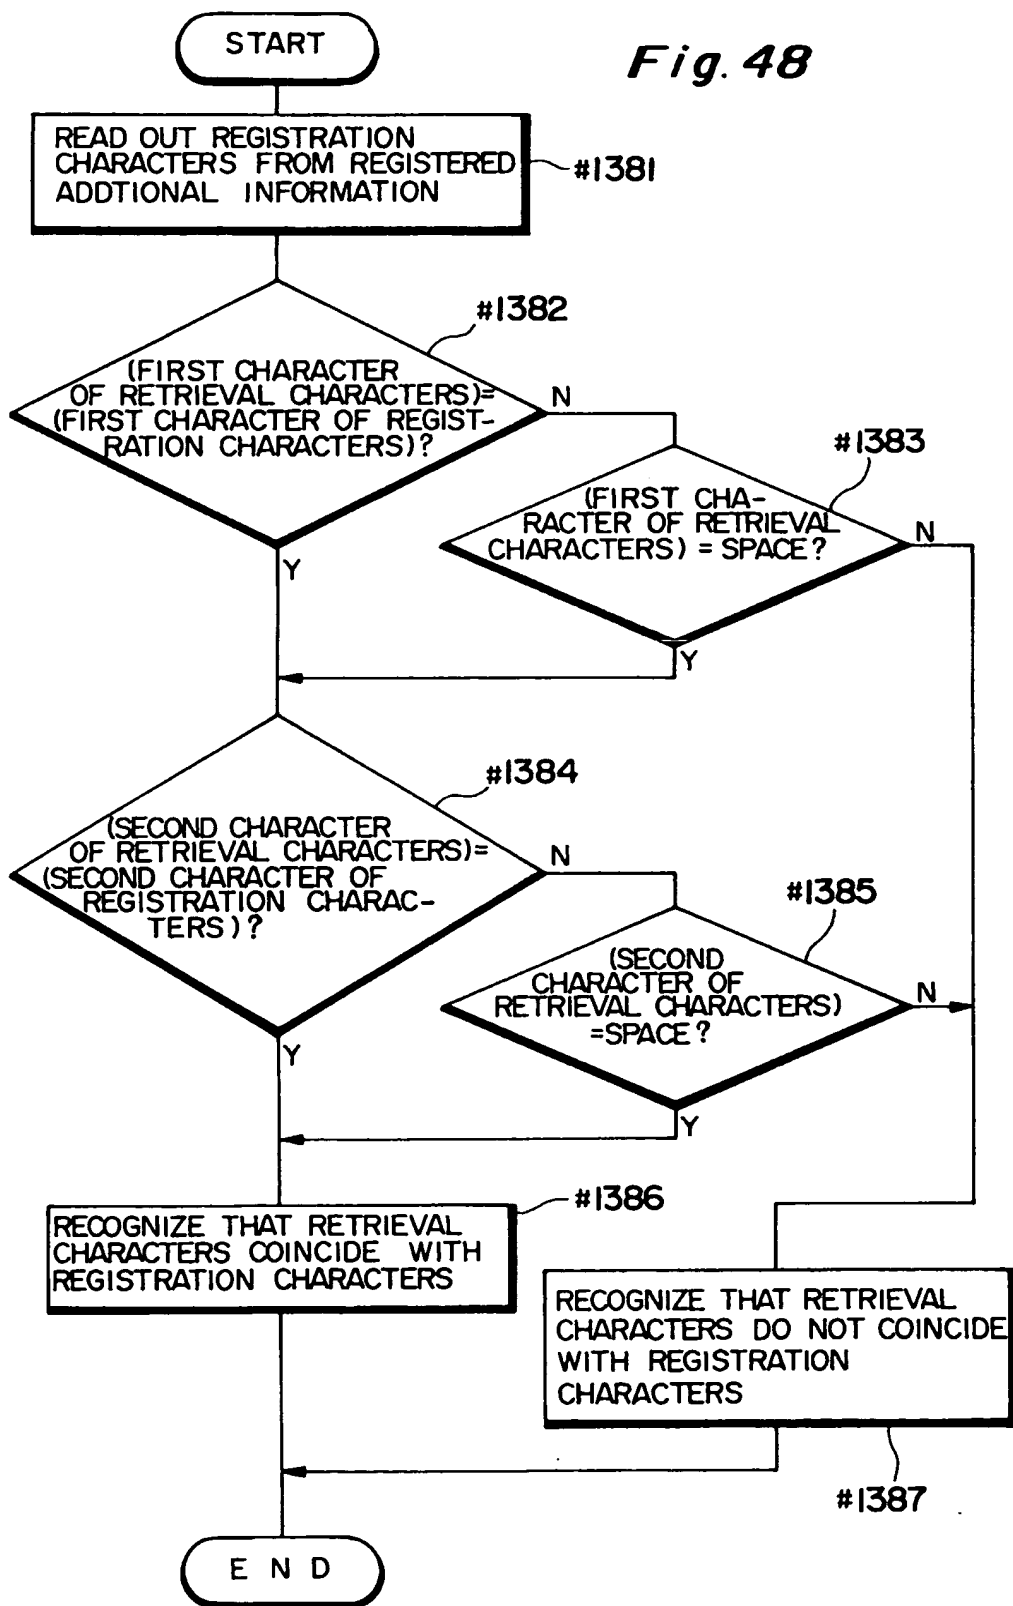 START
Fig. 48
READ OUT REGISTRATION
CHARACTERS FROM REGISTERED
ADDTIONAL INFORMATION
#1381
#1382
(FIRST CHARACTER
OF RETRIEVAL CHARACTERS)=
(FIRST CHARACTER OF REGIST-
RATION CHARACTERS)?
N
Y
#1383
(FIRST CHA-
RACTER OF RETRIEVAL
CHARACTERS) = SPACE?
N
Y
#1384
(SECOND CHARACTER
OF RETRIEVAL CHARACTERS)=
(SECOND CHARACTER OF
REGISTRATION CHARAC-
TERS)?
N
Y
#1385
(SECOND
CHARACTER OF
RETRIEVAL CHARACTERS)
=SPACE?
N
Y
#1386
RECOGNIZE THAT RETRIEVAL
CHARACTERS COINCIDE WITH
REGISTRATION CHARACTERS
RECOGNIZE THAT RETRIEVAL
CHARACTERS DO NOT COINCIDE
WITH REGISTRATION
CHARACTERS
#1387
END